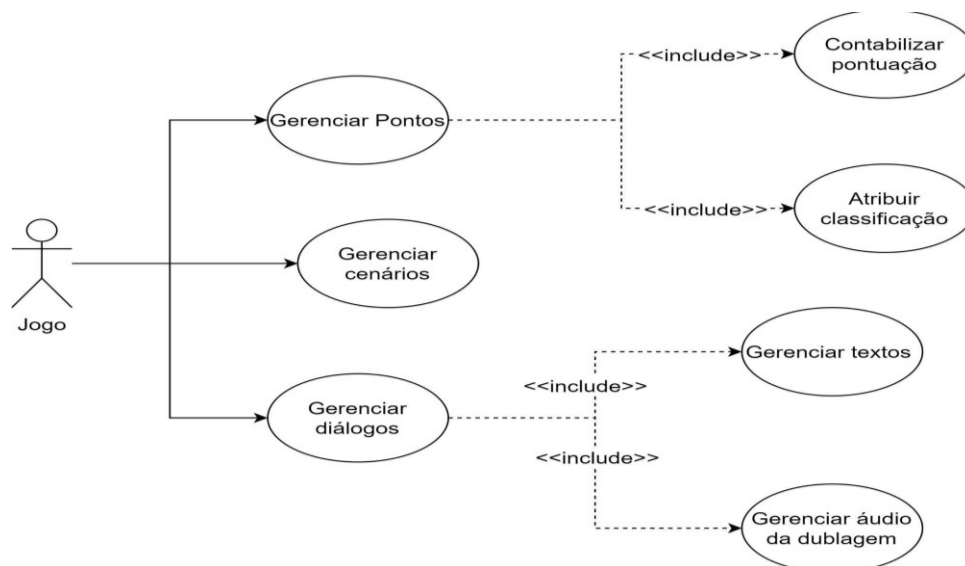 Contabilizar
pontuação
<<include>>
Gerenciar Pontos
<<include>>
Atribuir
classificação
Gerenciar
cenários
Jogo
Gerenciar textos
<<include>>
Gerenciar
diálogos
<<include>>
Gerenciar áudio
da dublagem